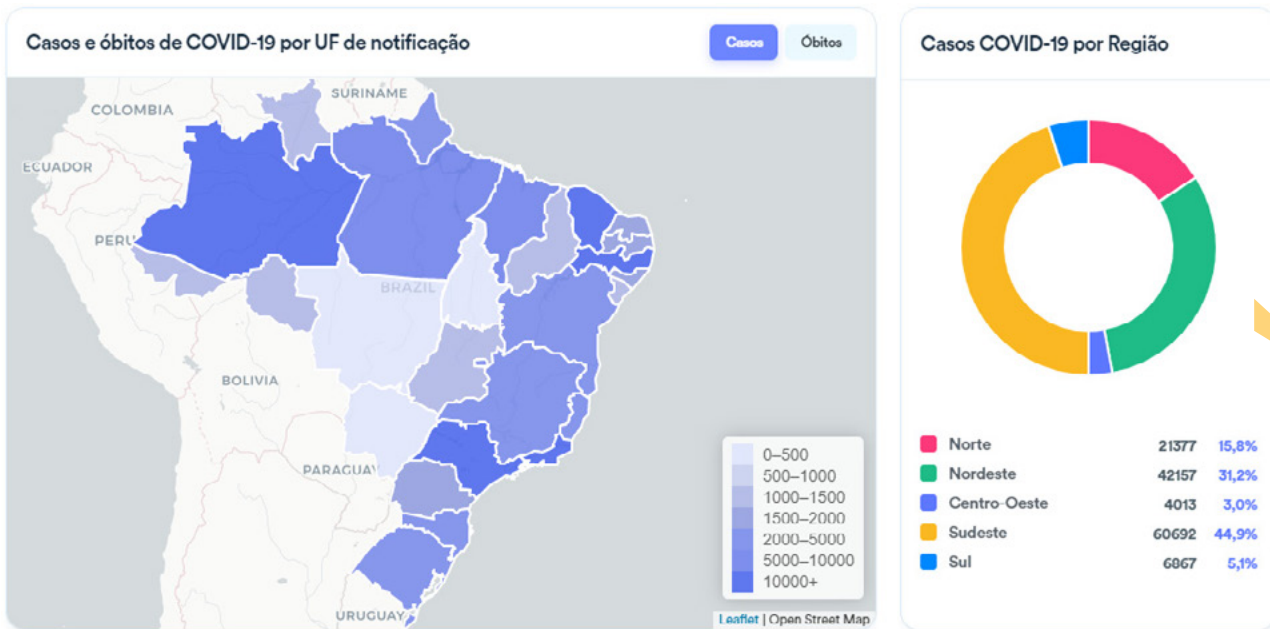 Casos e óbitos de COVID-19 por UF de notificação
Casos
Óbitos
COLOMBIA
SURINAME
ECUADOR
PERU
BRAZIL
BOLIVIA
PARAGUAY
URUGUAY
0–500
500–1000
1000–1500
1500–2000
2000–5000
5000–10000
10000+
Leaflet | Open Street Map
Casos COVID-19 por Região
Norte 21377 15,8%
Nordeste 42157 31,2%
Centro-Oeste 4013 3,0%
Sudeste 60692 44,9%
Sul 6867 5,1%